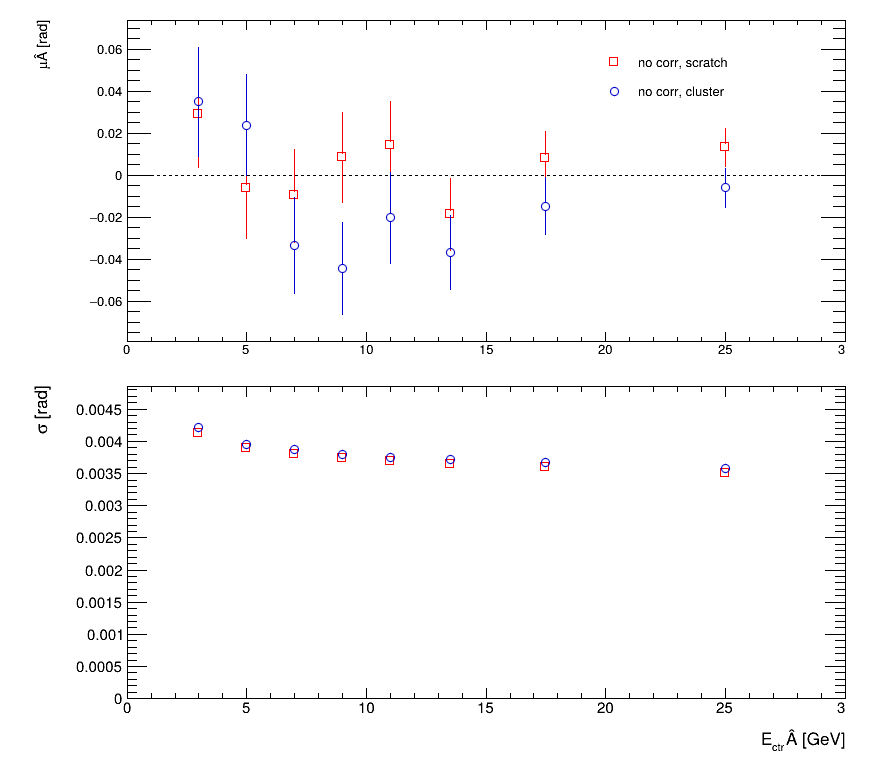 μÂ [rad]
0.06
0.04
0.02
0
−0.02
−0.04
−0.06
no corr, scratch
no corr, cluster
0 5 10 15 20 25 3
σ [rad]
0.0045
0.004
0.0035
0.003
0.0025
0.002
0.0015
0.001
0.0005
0
0 5 10 15 20 25 3
E_ctr Â [GeV]